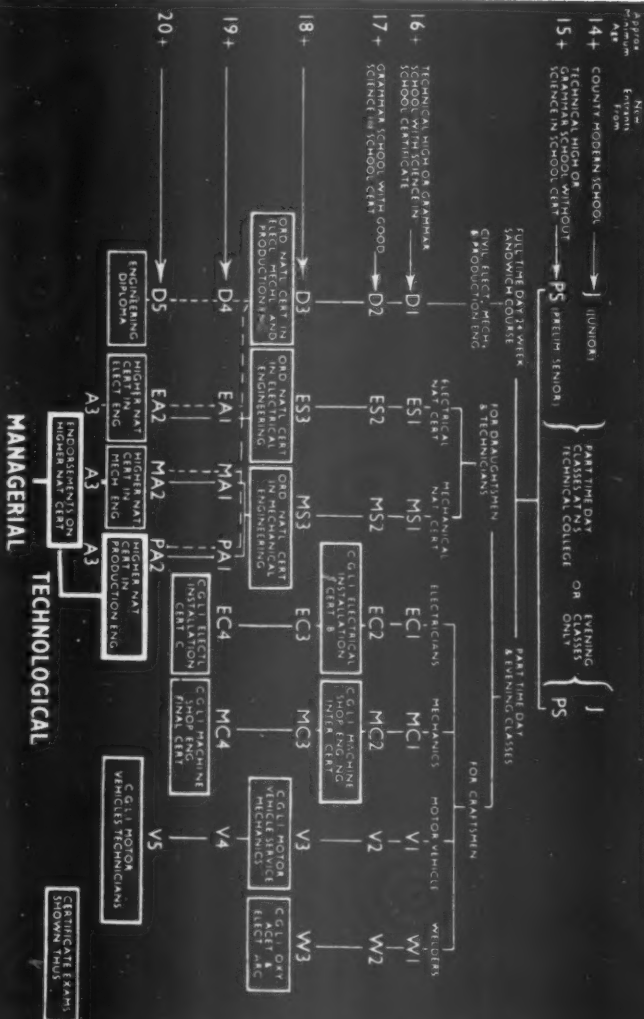 Approx New
Minimum Entrants
Age From
14+ COUNTY MODERN SCHOOL
J (JUNIOR)
TECHNICAL HIGH OR
15+ GRAMMAR SCHOOL WITHOUT
SCIENCE IN SCHOOL CERT
PS (PRELIM SENIOR)
PART TIME DAY
CLASSES AT NS
TECHNICAL COLLEGE
OR
EVENING
CLASSES
ONLY
J
PS
FULL TIME DAY 24 WEEK
SANDWICH COURSE
PART TIME DAY
& EVENING CLASSES
CIVIL, ELECT, MECH,
& PRODUCTION ENG
FOR DRAUGHTSMEN
& TECHNICIANS
FOR CRAFTSMEN
ELECTRICAL
NAT CERT
MECHANICAL
NAT CERT
ELECTRICIANS
MECHANICS
MOTOR VEHICLE
WELDERS
TECHNICAL HIGH OR GRAMMAR
16+ SCHOOL WITH SCIENCE IN
SCHOOL CERTIFICATE
D1 ES1 MS1 EC1 MC1 V1 W1
17+ GRAMMAR SCHOOL WITH GOOD
SCIENCE IN SCHOOL CERT
D2 ES2 MS2 EC2 MC2 V2 W2
C G L I ELECTRICAL
INSTALLATION
CERT B
C G L I MACHINE
SHOP ENG NG
INTER CERT
18+ D3 ES3 MS3 EC3 MC3 V3 W3
ORD NATL CERT IN
ELECL MECHL AND
PRODUCTION
ORD NATL CERT
IN ELECTRICAL
ENGINEERING
ORD NATL CERT
IN MECHANICAL
ENGINEERING
C G L I MOTOR
VEHICLE SERVICE
MECHANICS
C G L I OXY
ACET &
ELECT ARC
19+ D4 EA1 MA1 PA1 EC4 MC4 V4
C G L I ELECTL
INSTALLATION
CERT C
C G L I MACHINE
SHOP ENG
FINAL CERT
20+ D5 EA2 MA2 PA2 V5
ENGINEERING
DIPLOMA
HIGHER NAT
CERT IN
ELECT ENG
HIGHER NAT
CERT IN
MECH ENG
HIGHER NAT
CERT IN
PRODUCTION ENG
C G L I MOTOR
VEHICLES TECHNICIANS
A3 A3 A3
ENDORSEMENTS ON
HIGHER NAT CERT
CERTIFICATE EXAMS
SHOWN THUS
MANAGERIAL
TECHNOLOGICAL